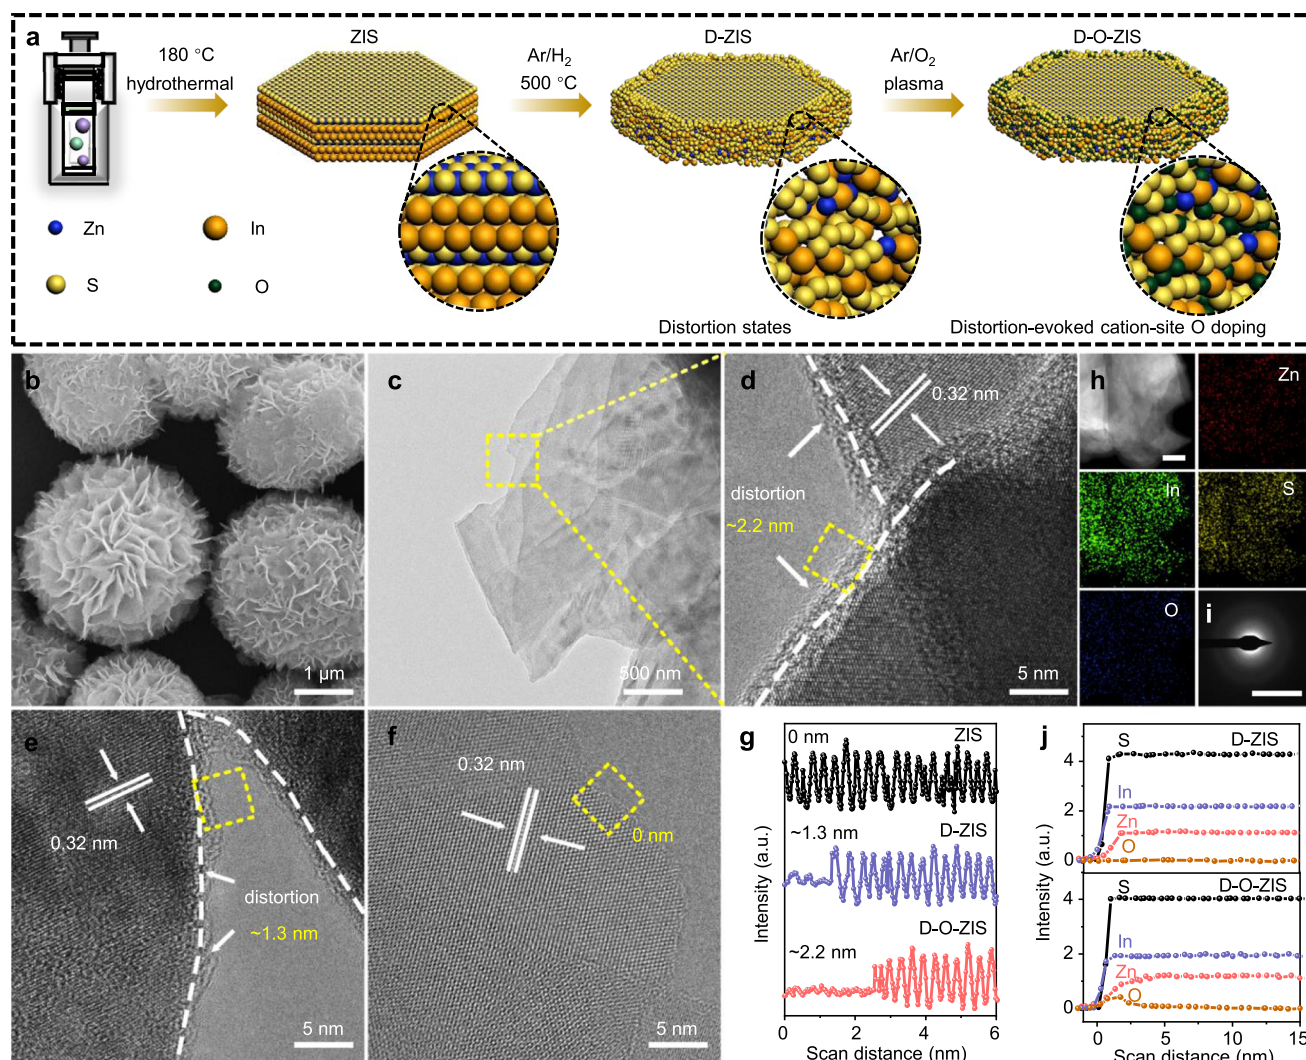 a
ZIS
D-ZIS
D-O-ZIS
180 °C
hydrothermal
Ar/H2
500 °C
Ar/O2
plasma
Zn
In
S
O
Distortion states
Distortion-evoked cation-site O doping
b
1 µm
c
500 nm
d
0.32 nm
distortion
~2.2 nm
5 nm
h
Zn
In
S
O
i
e
0.32 nm
distortion
~1.3 nm
5 nm
f
0.32 nm
0 nm
5 nm
g
0 nm
ZIS
~1.3 nm
D-ZIS
~2.2 nm
D-O-ZIS
Intensity (a.u.)
0 2 4 6
Scan distance (nm)
j
S
D-ZIS
In
Zn
O
4
2
0
S
D-O-ZIS
In
Zn
O
4
2
0
Intensity (a.u.)
0 5 10 15
Scan distance (nm)